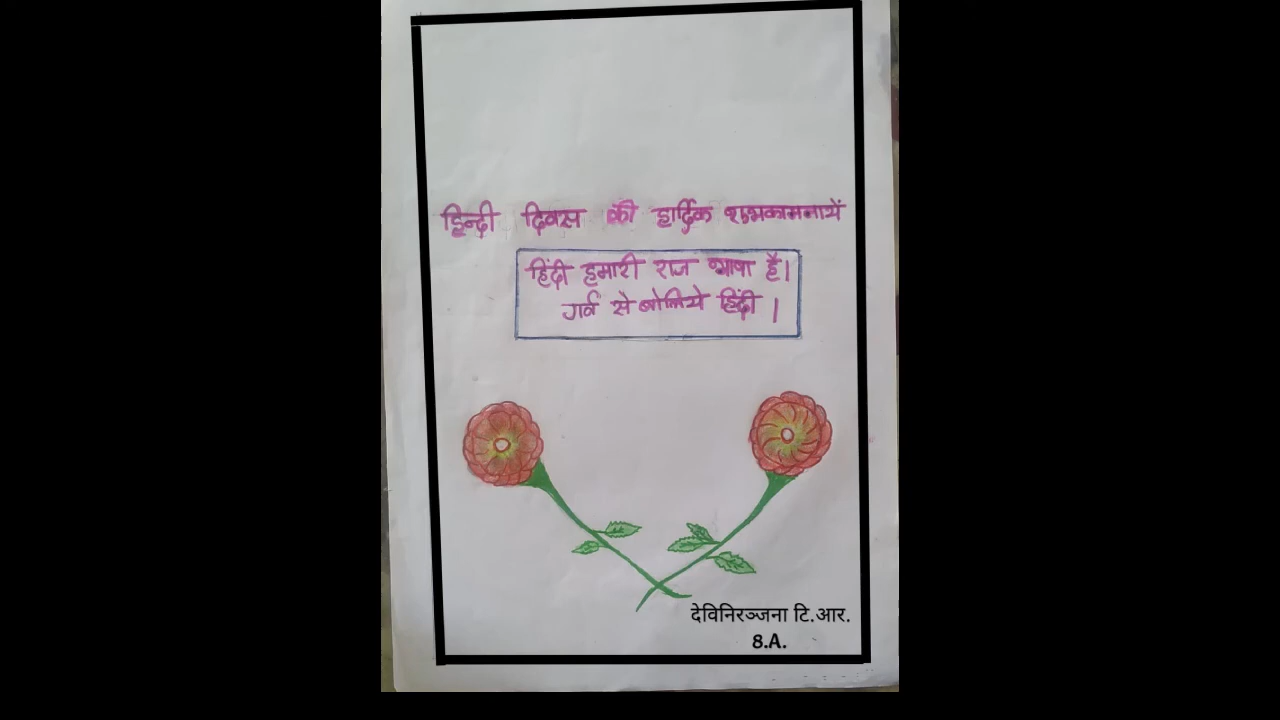 हिन्दी दिवस की हार्दिक शुभकामनायें
हिंदी हमारी राज भाषा है।
गर्व से बोलिये हिंदी ।
देविनिरञ्जना टि.आर.
8.A.